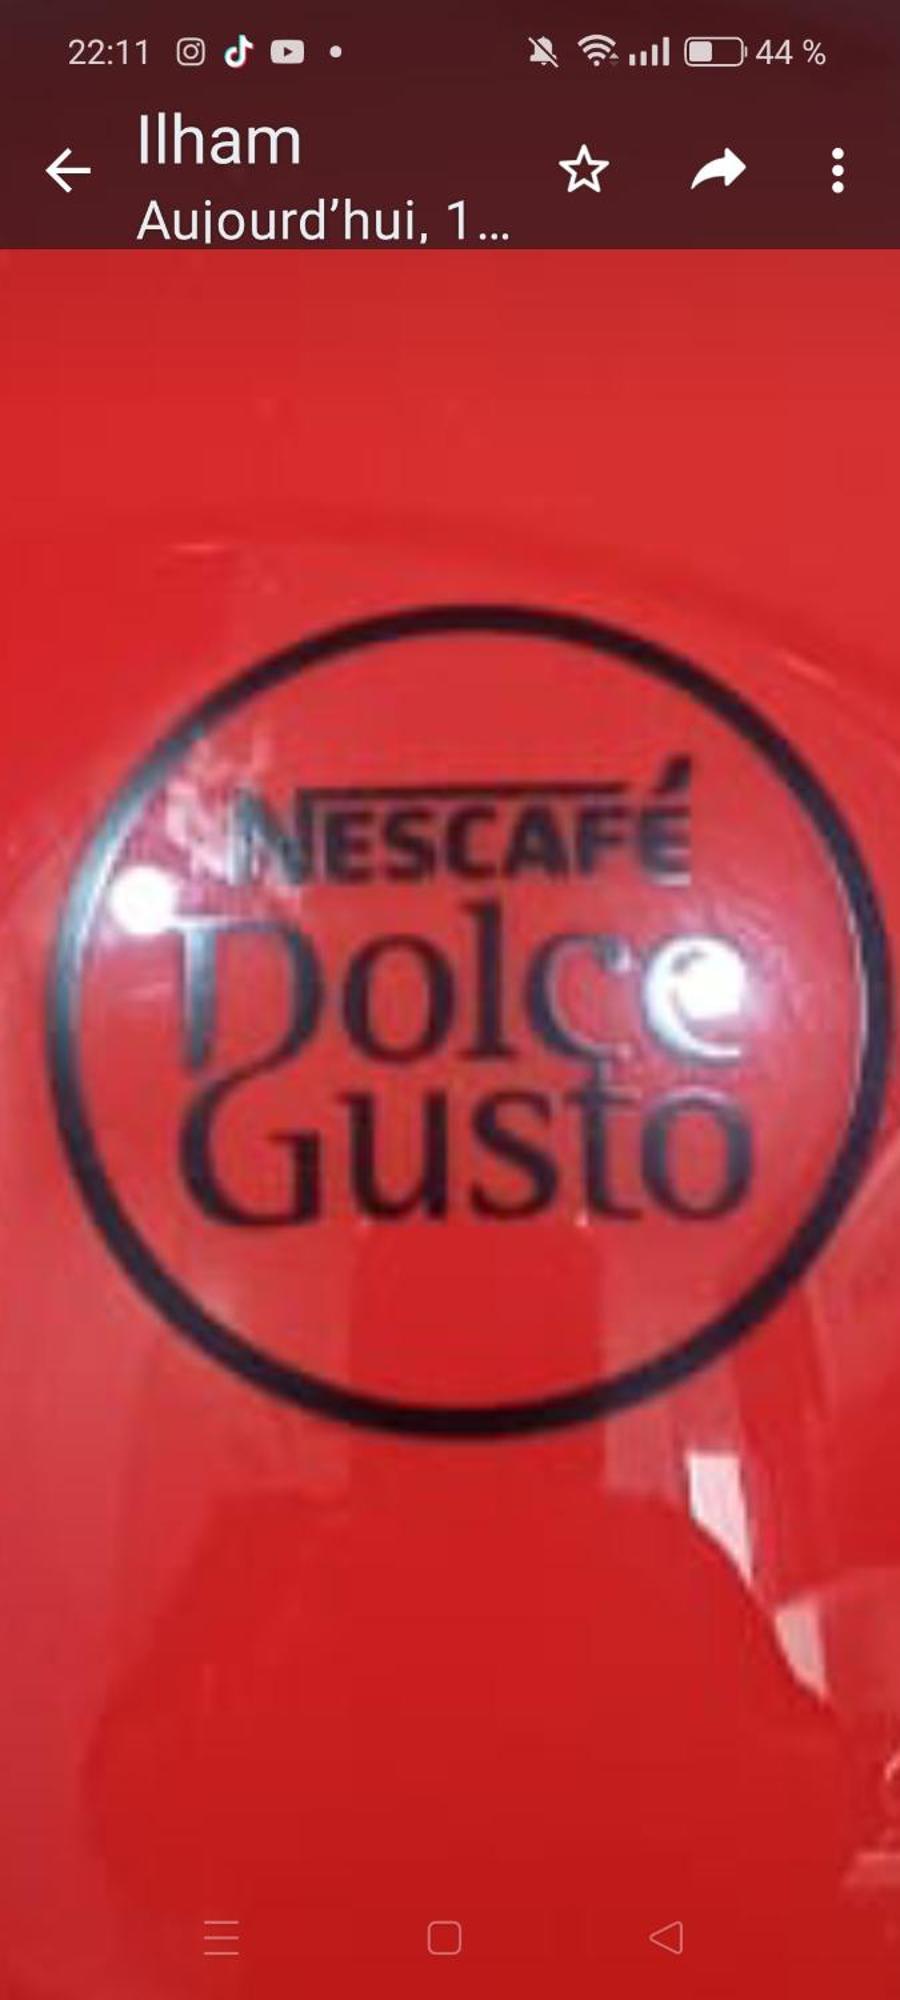 22:11
44 %
Ilham
Aujourd'hui, 1...
NESCAFÉ
Dolce
Gusto